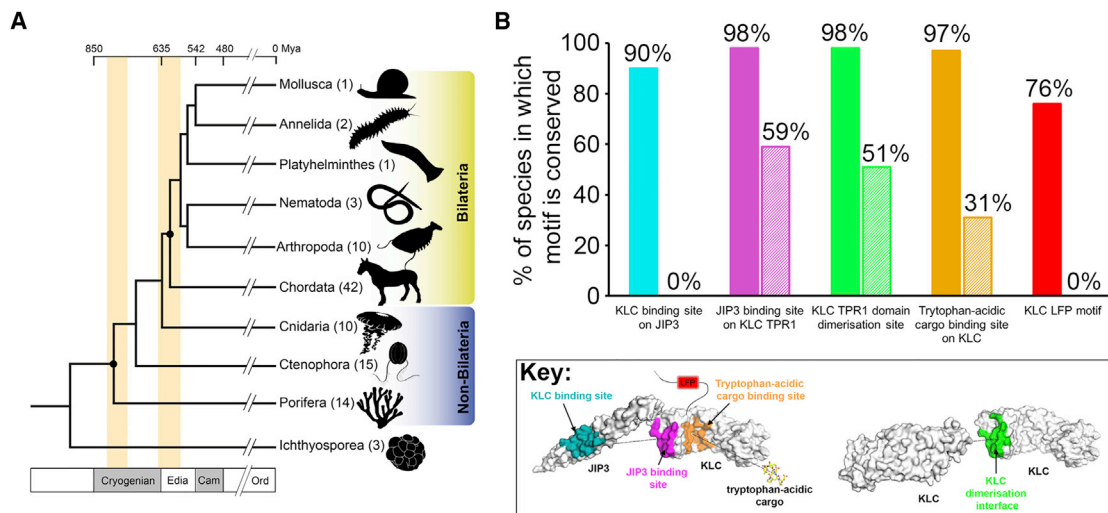 A
850 635 542 480 0 Mya
Mollusca (1)
Annelida (2)
Platyhelminthes (1)
Nematoda (3)
Arthropoda (10)
Chordata (42)
Cnidaria (10)
Ctenophora (15)
Porifera (14)
Ichthyosporea (3)
Bilateria
Non-Bilateria
Cryogenian Edia Cam Ord
B
% of species in which
motif is conserved
100
80
60
40
20
0
90%
0%
98%
59%
98%
51%
97%
31%
76%
0%
KLC binding site
on JIP3
JIP3 binding site
on KLC TPR1
KLC TPR1 domain
dimerisation site
Trytophan-acidic
cargo binding site
on KLC
KLC LFP motif
Key:
KLC binding site
LFP
Tryptophan-acidic
cargo binding site
JIP3
JIP3 binding
site
KLC
tryptophan-acidic
cargo
KLC
KLC
dimerisation
interface
KLC